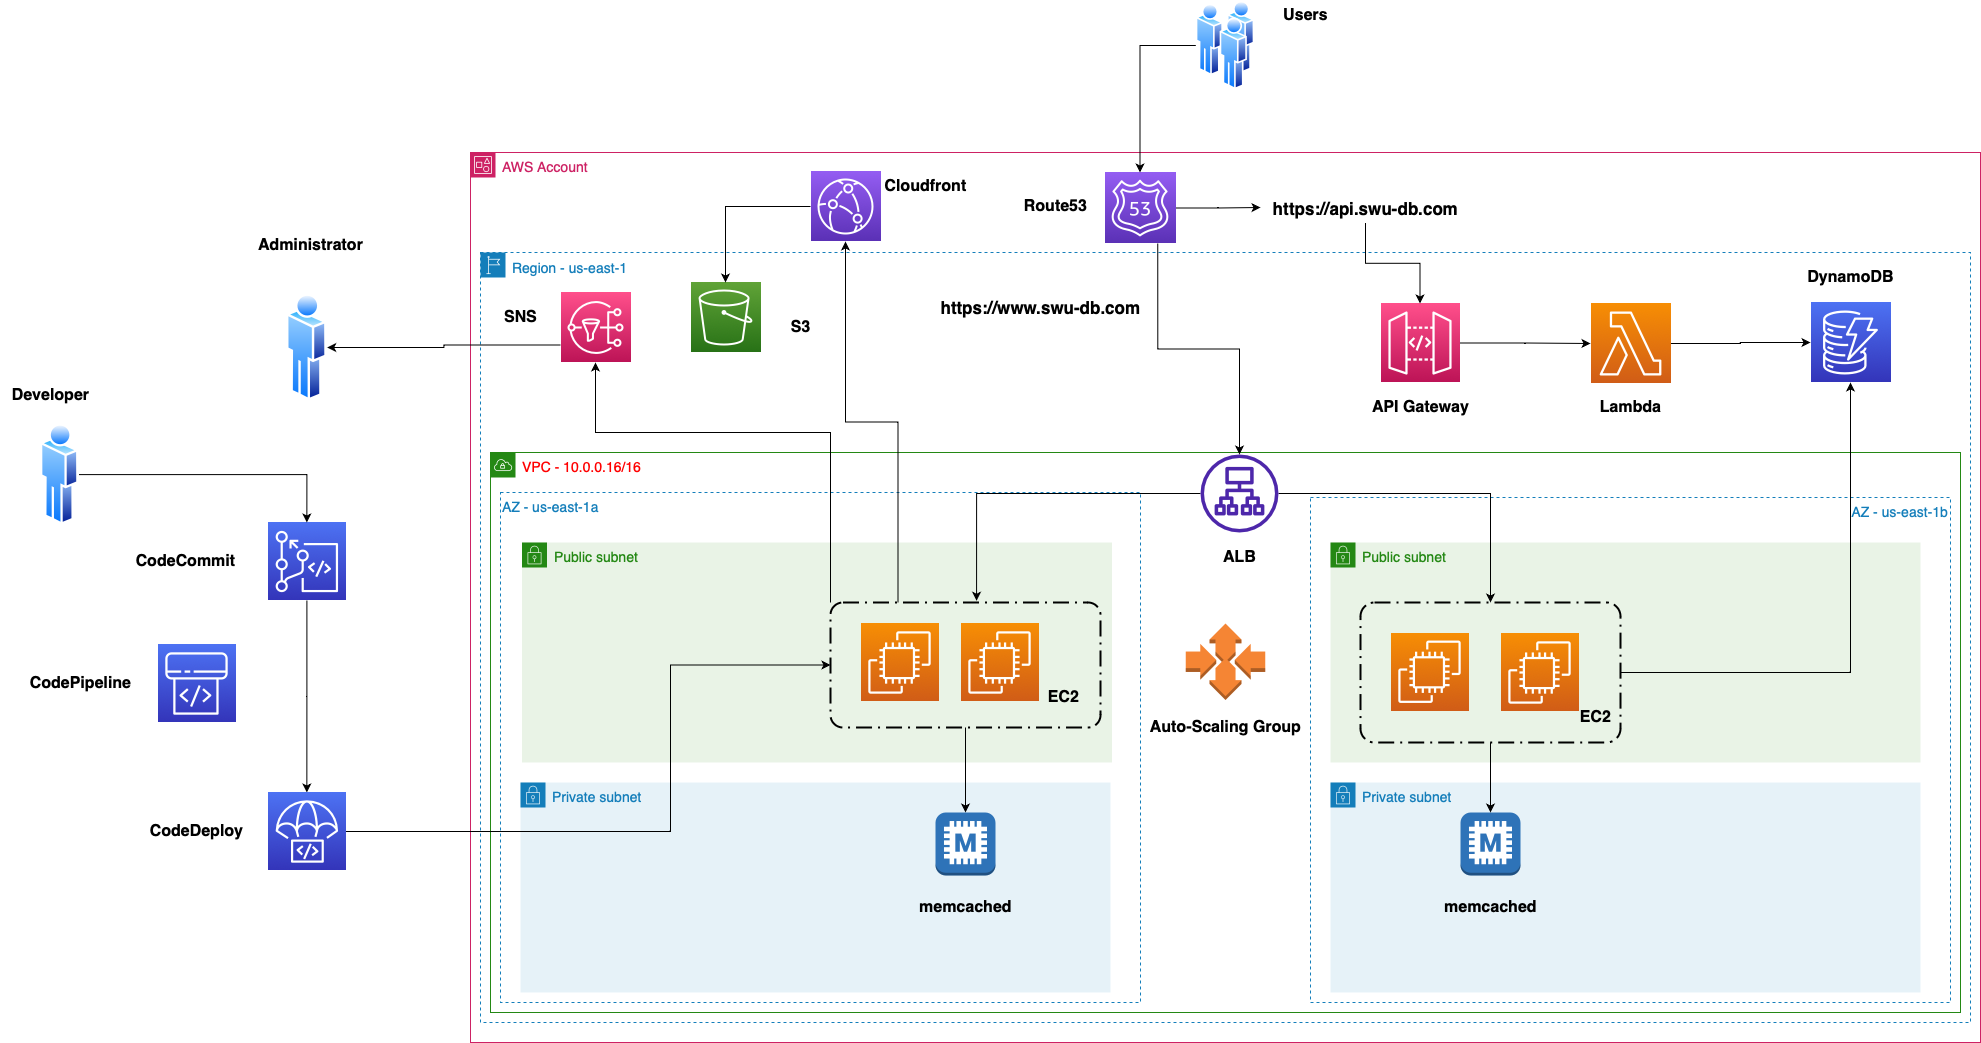 Users
AWS Account
Cloudfront
Route53
53
https://api.swu-db.com
Administrator
Region - us-east-1
DynamoDB
SNS
S3
https://www.swu-db.com
Developer
API Gateway
Lambda
VPC - 10.0.0.16/16
AZ - us-east-1a
AZ - us-east-1b
CodeCommit
ALB
Public subnet
Public subnet
CodePipeline
EC2
EC2
Auto-Scaling Group
Private subnet
Private subnet
CodeDeploy
M
M
memcached
memcached